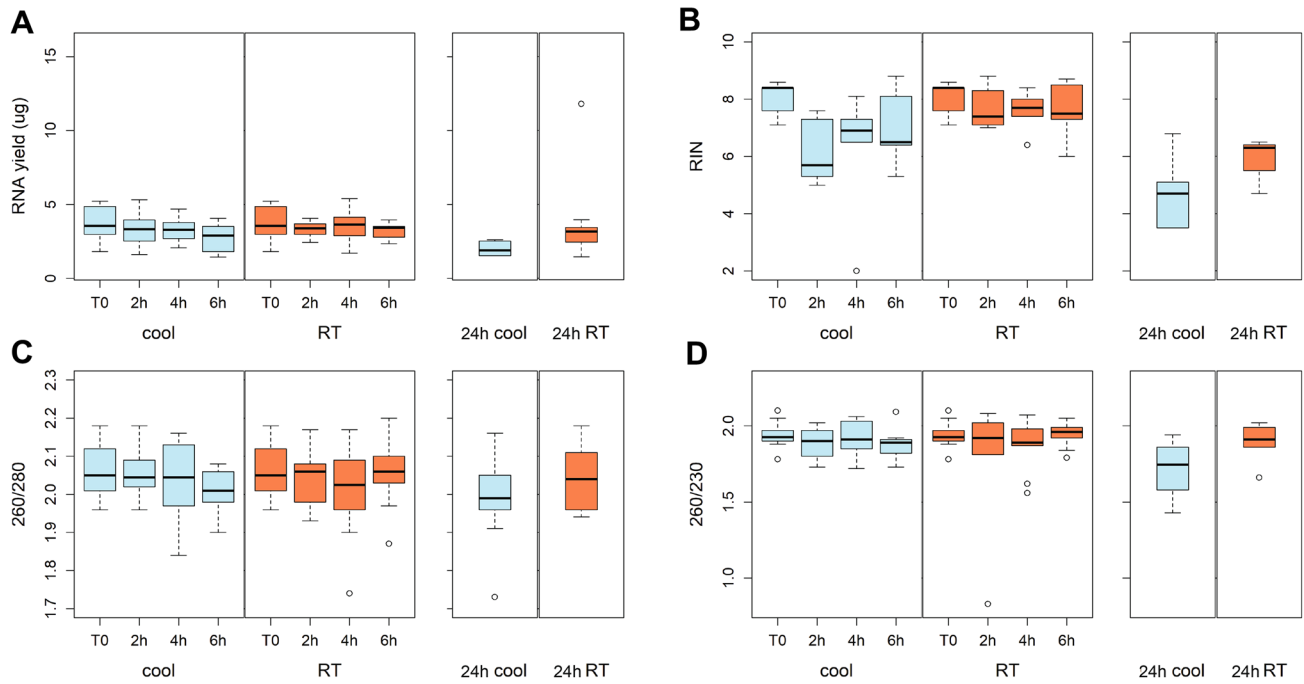 A
RNA yield (ug)
15
10
5
0
T0 2h 4h 6h T0 2h 4h 6h
cool RT 24h cool 24h RT
B
RIN
10
8
6
4
2
T0 2h 4h 6h T0 2h 4h 6h
cool RT 24h cool 24h RT
C
260/280
2.3
2.2
2.1
2.0
1.9
1.8
1.7
T0 2h 4h 6h T0 2h 4h 6h
cool RT 24h cool 24h RT
D
260/230
2.0
1.5
1.0
T0 2h 4h 6h T0 2h 4h 6h
cool RT 24h cool 24h RT